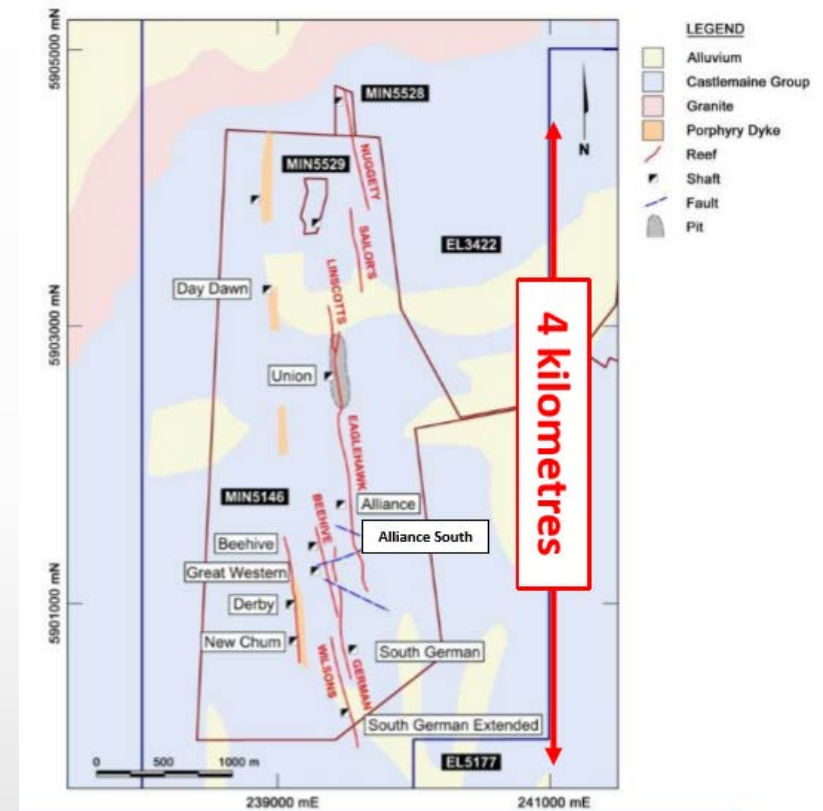 5905000 mN
5903000 mN
5901000 mN
MIN5528
MIN5529
NUGGETY
SAILOR'S
EL3422
LINSCOTTS
Day Dawn
Union
EAGLEHAWK
MIN5146
Alliance
BEEHIVE
Alliance South
Beehive
Great Western
Derby
New Chum
South German
WILSONS
GERMAN
South German Extended
EL5177
0 500 1000 m
239000 mE
241000 mE
N
4 kilometres
LEGEND
Alluvium
Castlemaine Group
Granite
Porphyry Dyke
Reef
Shaft
Fault
Pit